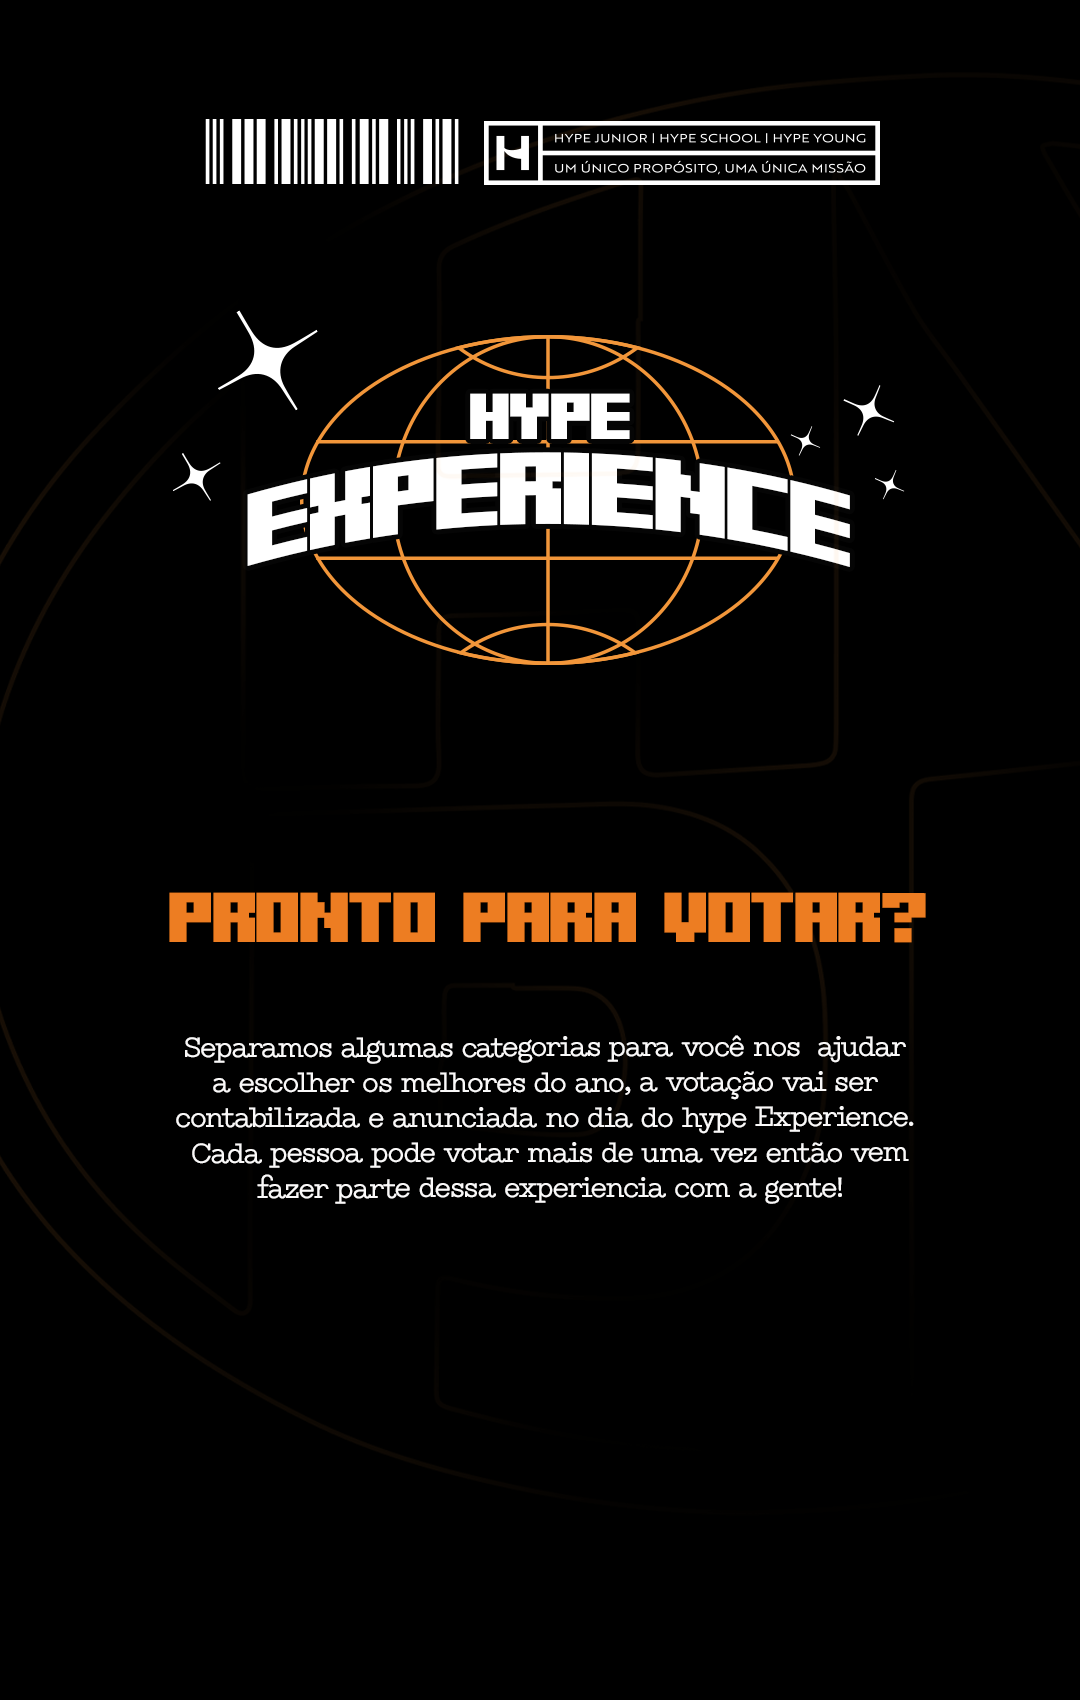 HYPE JUNIOR | HYPE SCHOOL | HYPE YOUNG
UM ÚNICO PROPÓSITO, UMA ÚNICA MISSÃO
HYPE
EXPERIENCE
PRONTO PARA VOTAR?
Separamos algumas categorias para você nos ajudar
a escolher os melhores do ano, a votação vai ser
contabilizada e anunciada no dia do hype Experience.
Cada pessoa pode votar mais de uma vez então vem
fazer parte dessa experiencia com a gente!